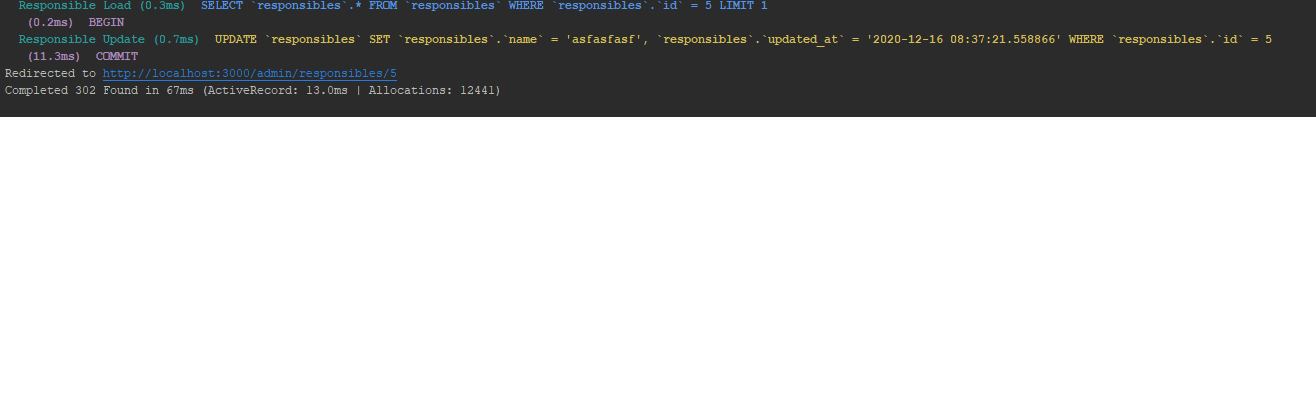 Responsible Load (0.3ms)  SELECT `responsibles`.* FROM `responsibles` WHERE `responsibles`.`id` = 5 LIMIT 1
(0.2ms)  BEGIN
Responsible Update (0.7ms)  UPDATE `responsibles` SET `responsibles`.`name` = 'asfasfasf', `responsibles`.`updated_at` = '2020-12-16 08:37:21.558866' WHERE `responsibles`.`id` = 5
(11.3ms)  COMMIT
Redirected to http://localhost:3000/admin/responsibles/5
Completed 302 Found in 67ms (ActiveRecord: 13.0ms | Allocations: 12441)